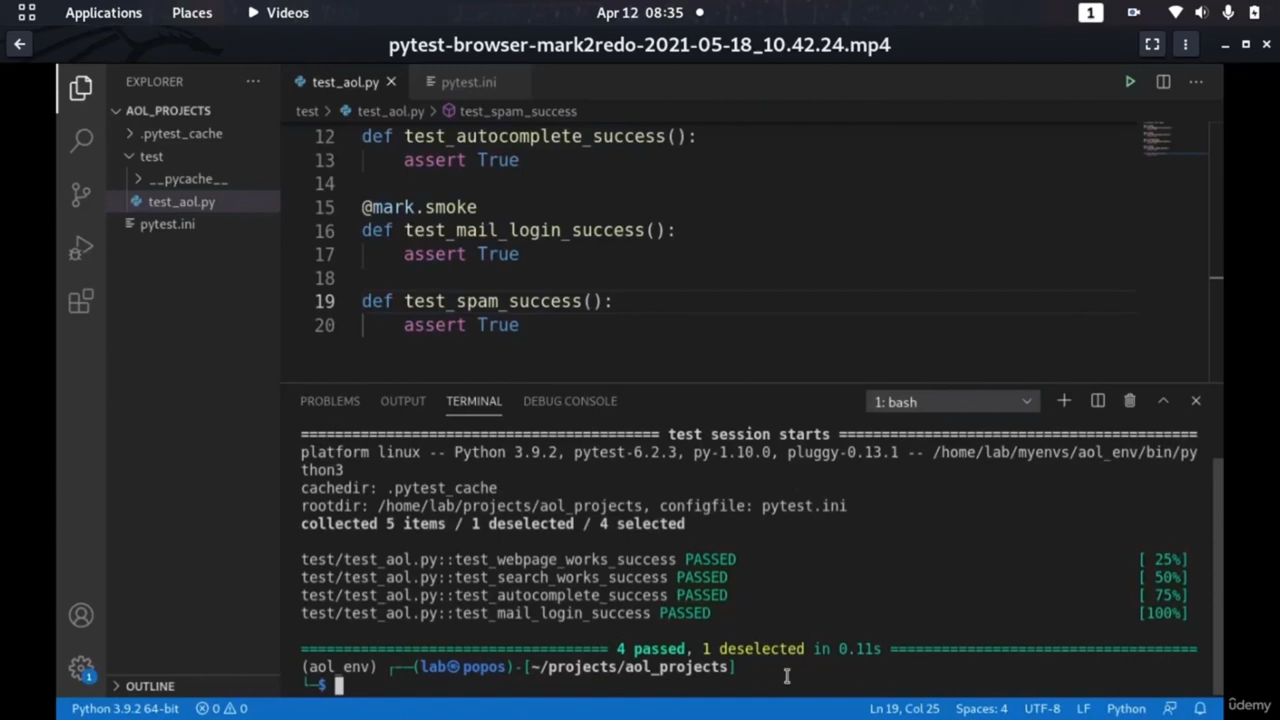 Applications Places Videos Apr 12 08:35 1
pytest-browser-mark2redo-2021-05-18_10.42.24.mp4
EXPLORER
AOL_PROJECTS
.pytest_cache
test
__pycache__
test_aol.py
pytest.ini
OUTLINE
test_aol.py pytest.ini
test > test_aol.py > test_spam_success
12 def test_autocomplete_success():
13 assert True
14
15 @mark.smoke
16 def test_mail_login_success():
17 assert True
18
19 def test_spam_success():
20 assert True
PROBLEMS OUTPUT TERMINAL DEBUG CONSOLE 1: bash
======================================== test session starts ========================================
platform linux -- Python 3.9.2, pytest-6.2.3, py-1.10.0, pluggy-0.13.1 -- /home/lab/myenvs/aol_env/bin/py
thon3
cachedir: .pytest_cache
rootdir: /home/lab/projects/aol_projects, configfile: pytest.ini
collected 5 items / 1 deselected / 4 selected
test/test_aol.py::test_webpage_works_success PASSED [ 25%]
test/test_aol.py::test_search_works_success PASSED [ 50%]
test/test_aol.py::test_autocomplete_success PASSED [ 75%]
test/test_aol.py::test_mail_login_success PASSED [100%]
================================== 4 passed, 1 deselected in 0.11s ==================================
(aol_env) ┌──(lab㉿popos)-[~/projects/aol_projects]
└─$
1
Python 3.9.2 64-bit 0 0 Ln 19, Col 25 Spaces: 4 UTF-8 LF Python
ûdemy